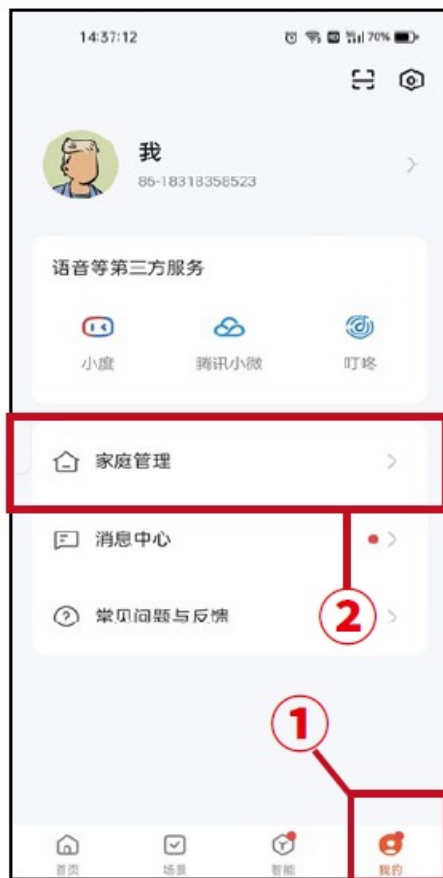 14:37:12
70%
我
86-18318358523
语音等第三方服务
小度 腾讯小微 叮咚
家庭管理
消息中心
常见问题与反馈
②
①
首页 场景 智能 我的